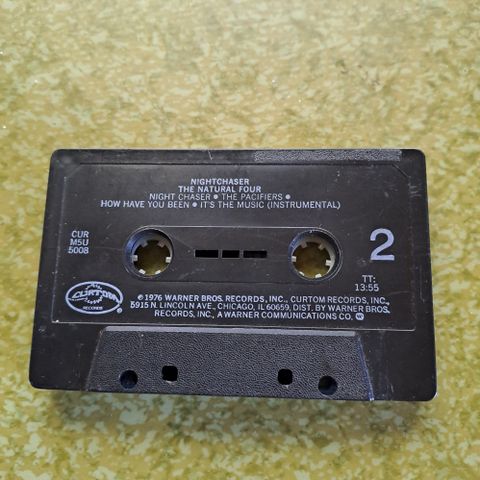 NIGHTCHASER
THE NATURAL FOUR
NIGHT CHASER • THE PACIFIERS •
HOW HAVE YOU BEEN • IT'S THE MUSIC (INSTRUMENTAL)
CUR
M5U
5008
2
TT:
13:55
CURTOM
RECORDS
℗1976 WARNER BROS. RECORDS, INC., CURTOM RECORDS, INC.,
5915 N. LINCOLN AVE., CHICAGO, IL 60659, DIST. BY WARNER BROS.
RECORDS, INC., A WARNER COMMUNICATIONS CO.